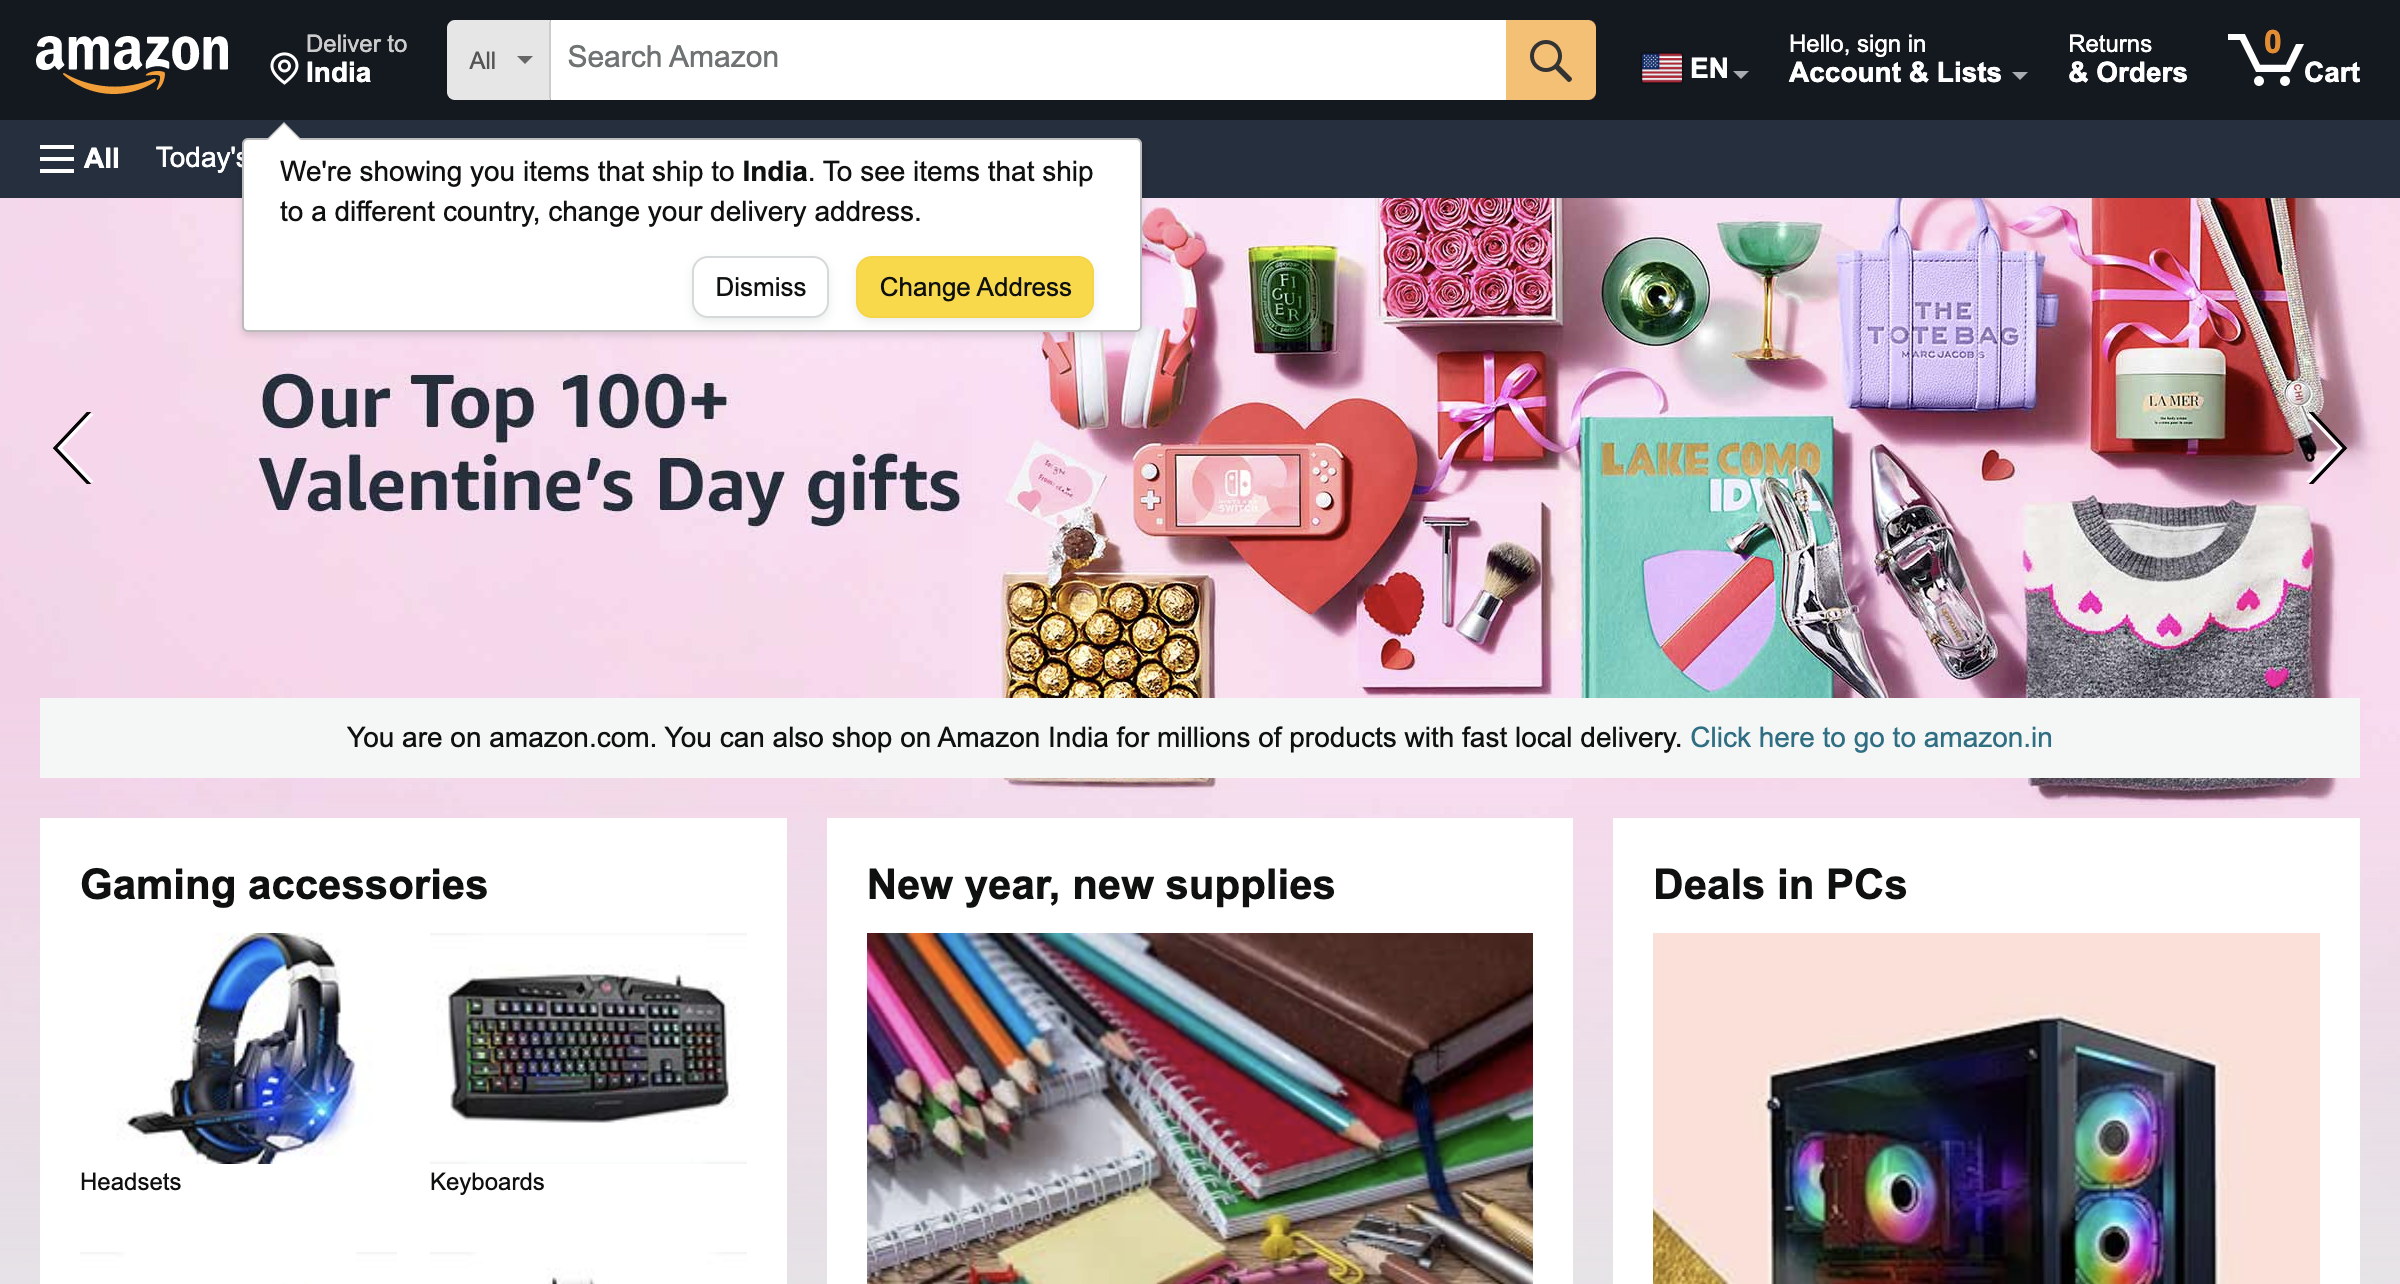 amazon
Deliver to
India
All
Search Amazon
EN
Hello, sign in
Account & Lists
Returns
& Orders
0
Cart
All
Today's
We're showing you items that ship to India. To see items that ship
to a different country, change your delivery address.
Dismiss
Change Address
Our Top 100+
Valentine's Day gifts
FIGUIER
THE
TOTE BAG
MARC JACOBS
LA MER
CHI
LAKE COMO
SWITCH
You are on amazon.com. You can also shop on Amazon India for millions of products with fast local delivery. Click here to go to amazon.in
Gaming accessories
New year, new supplies
Deals in PCs
Headsets
Keyboards